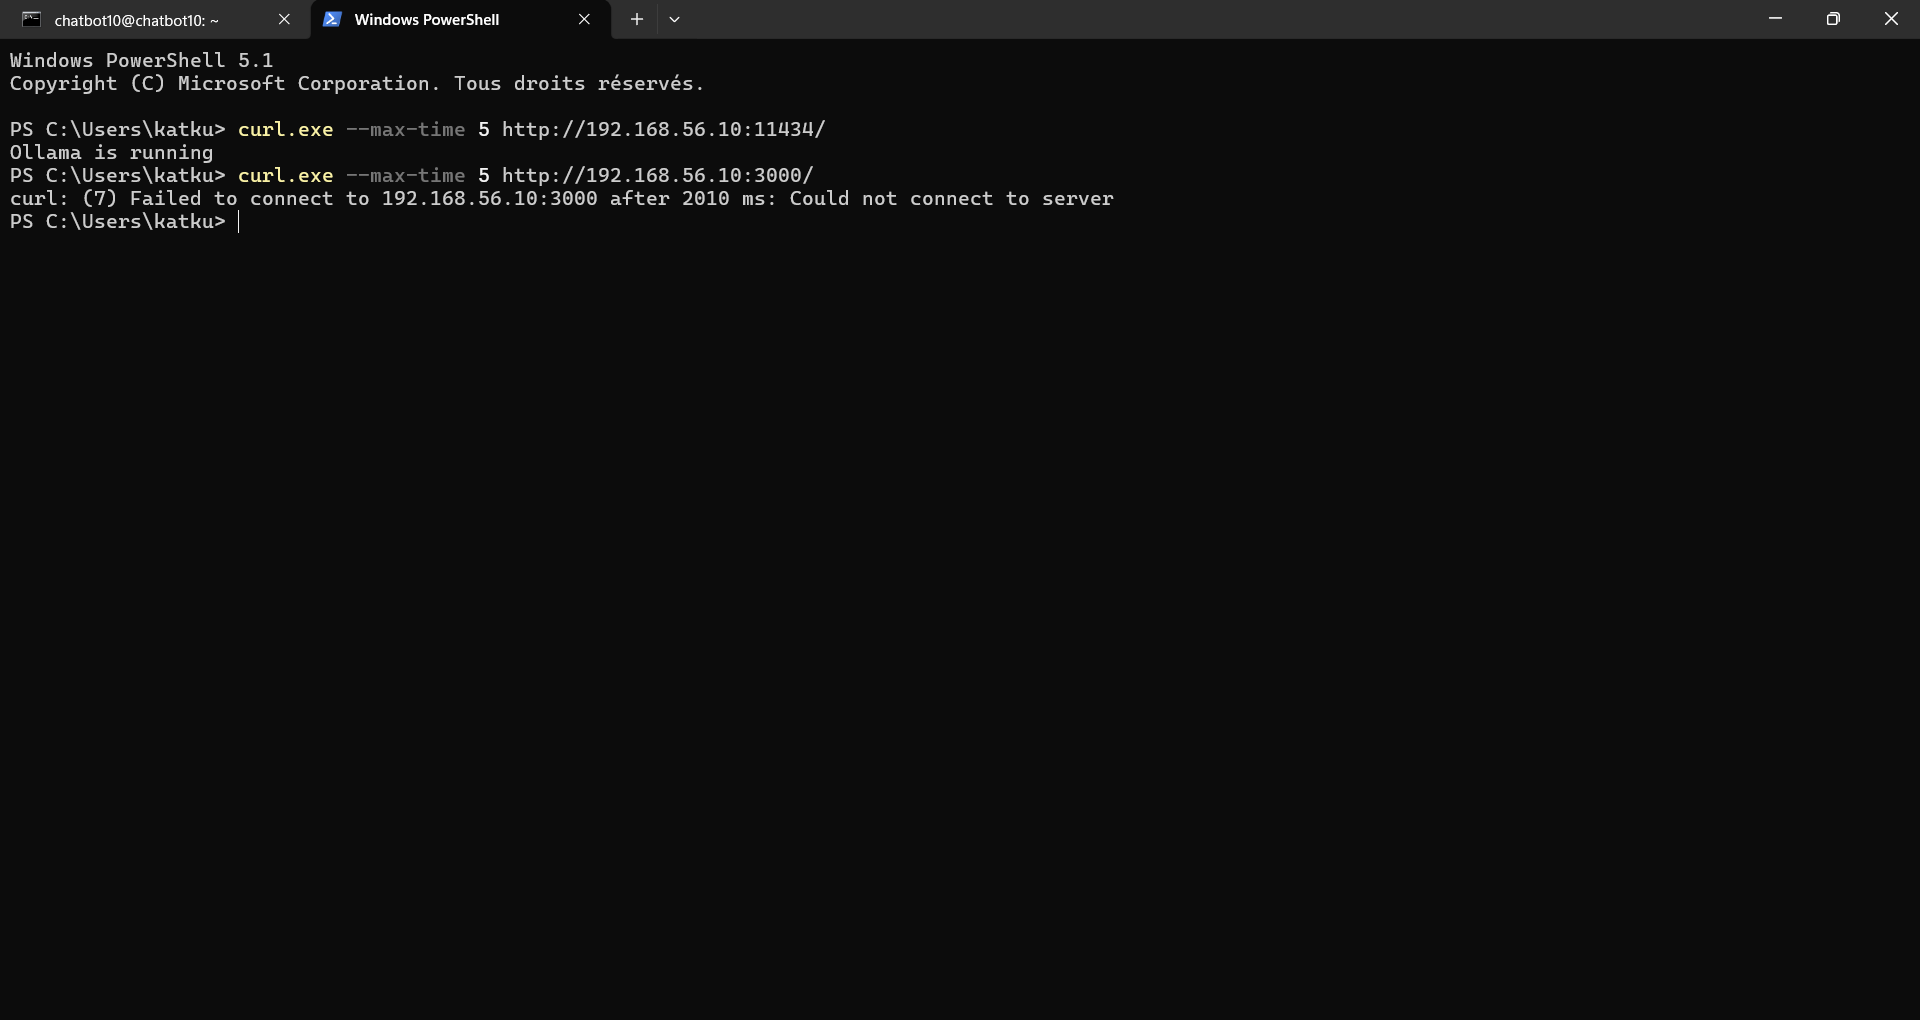 chatbot10@chatbot10: ~
Windows PowerShell
Windows PowerShell 5.1
Copyright (C) Microsoft Corporation. Tous droits réservés.
PS C:\Users\katku> curl.exe --max-time 5 http://192.168.56.10:11434/
Ollama is running
PS C:\Users\katku> curl.exe --max-time 5 http://192.168.56.10:3000/
curl: (7) Failed to connect to 192.168.56.10:3000 after 2010 ms: Could not connect to server
PS C:\Users\katku>